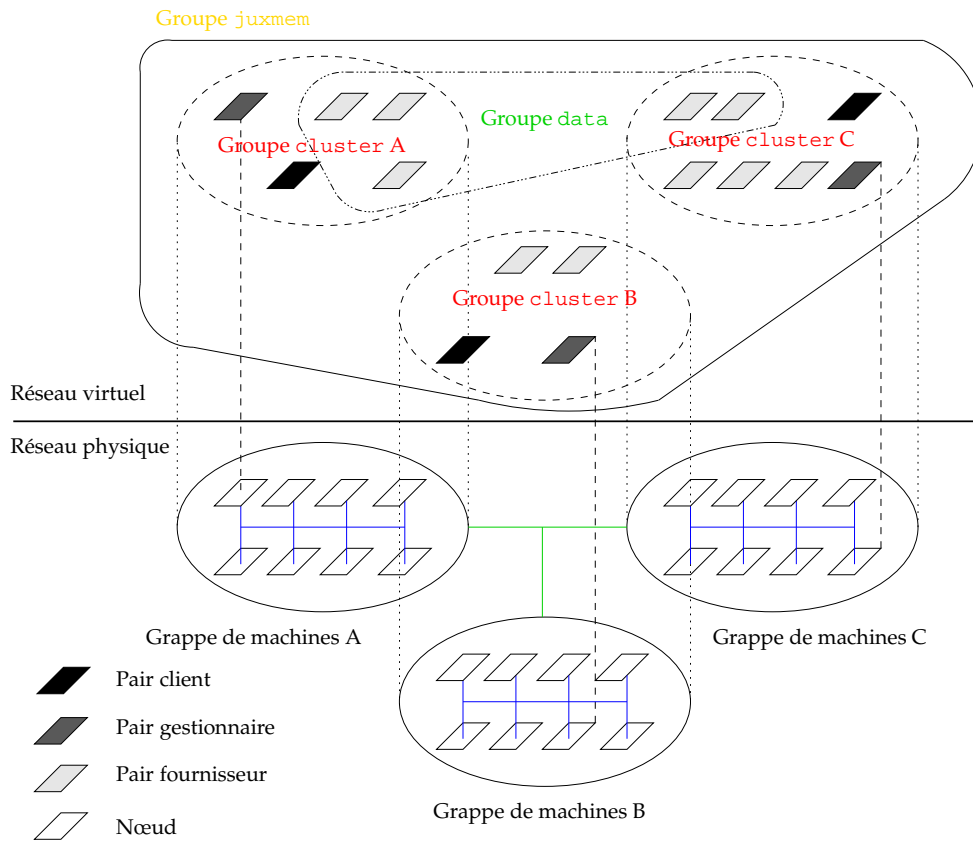 Groupe juxmem
Groupe data
Groupe cluster A
Groupe cluster C
Groupe cluster B
Réseau virtuel
Réseau physique
Grappe de machines A
Grappe de machines C
Pair client
Pair gestionnaire
Pair fournisseur
Grappe de machines B
Nœud